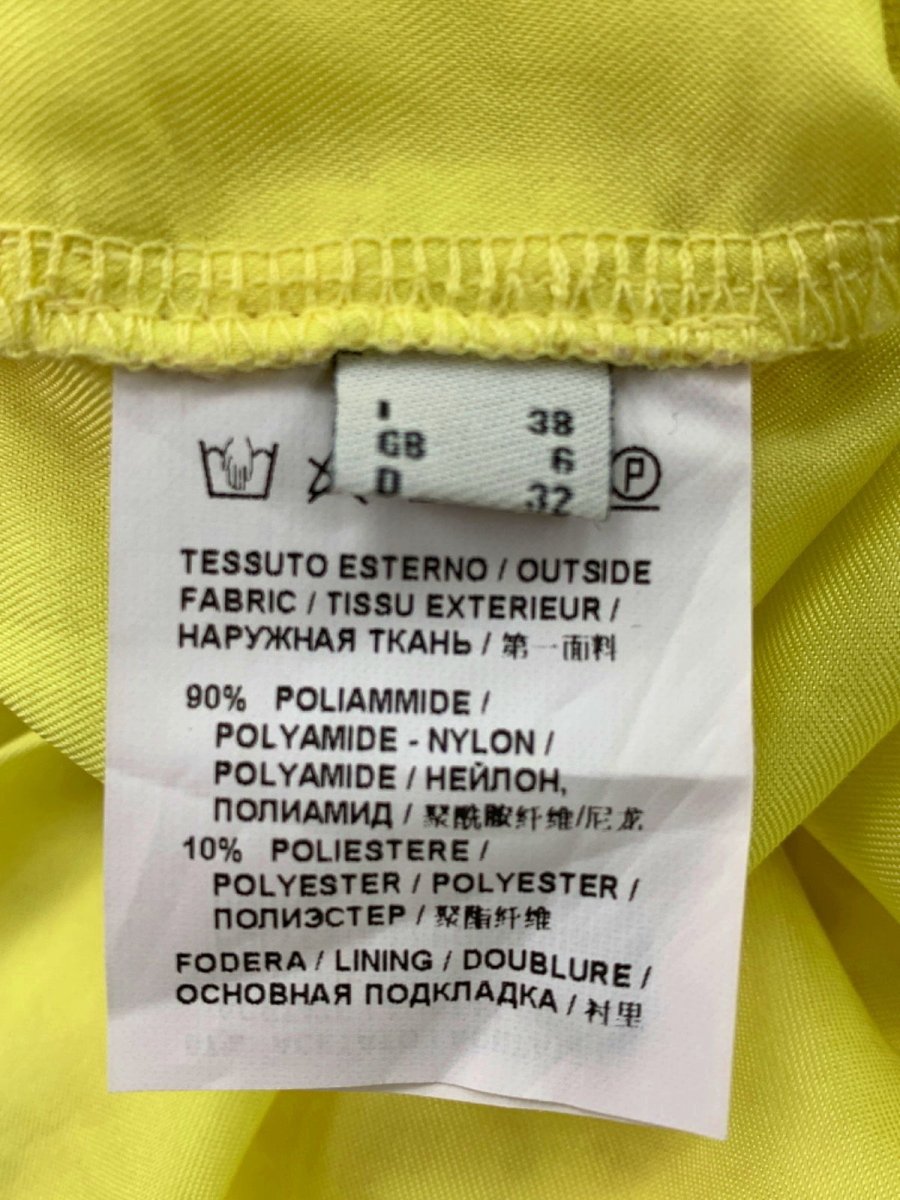 I 38
GB 6
D 32
P
TESSUTO ESTERNO / OUTSIDE
FABRIC / TISSU EXTERIEUR /
НАРУЖНАЯ ТКАНЬ / 第一面料
90% POLIAMMIDE /
POLYAMIDE - NYLON /
POLYAMIDE / НЕЙЛОН,
ПОЛИАМИД / 聚酰胺纤维/尼龙
10% POLIESTERE /
POLYESTER / POLYESTER /
ПОЛИЭСТЕР / 聚酯纤维
FODERA / LINING / DOUBLURE /
ОСНОВНАЯ ПОДКЛАДКА / 衬里